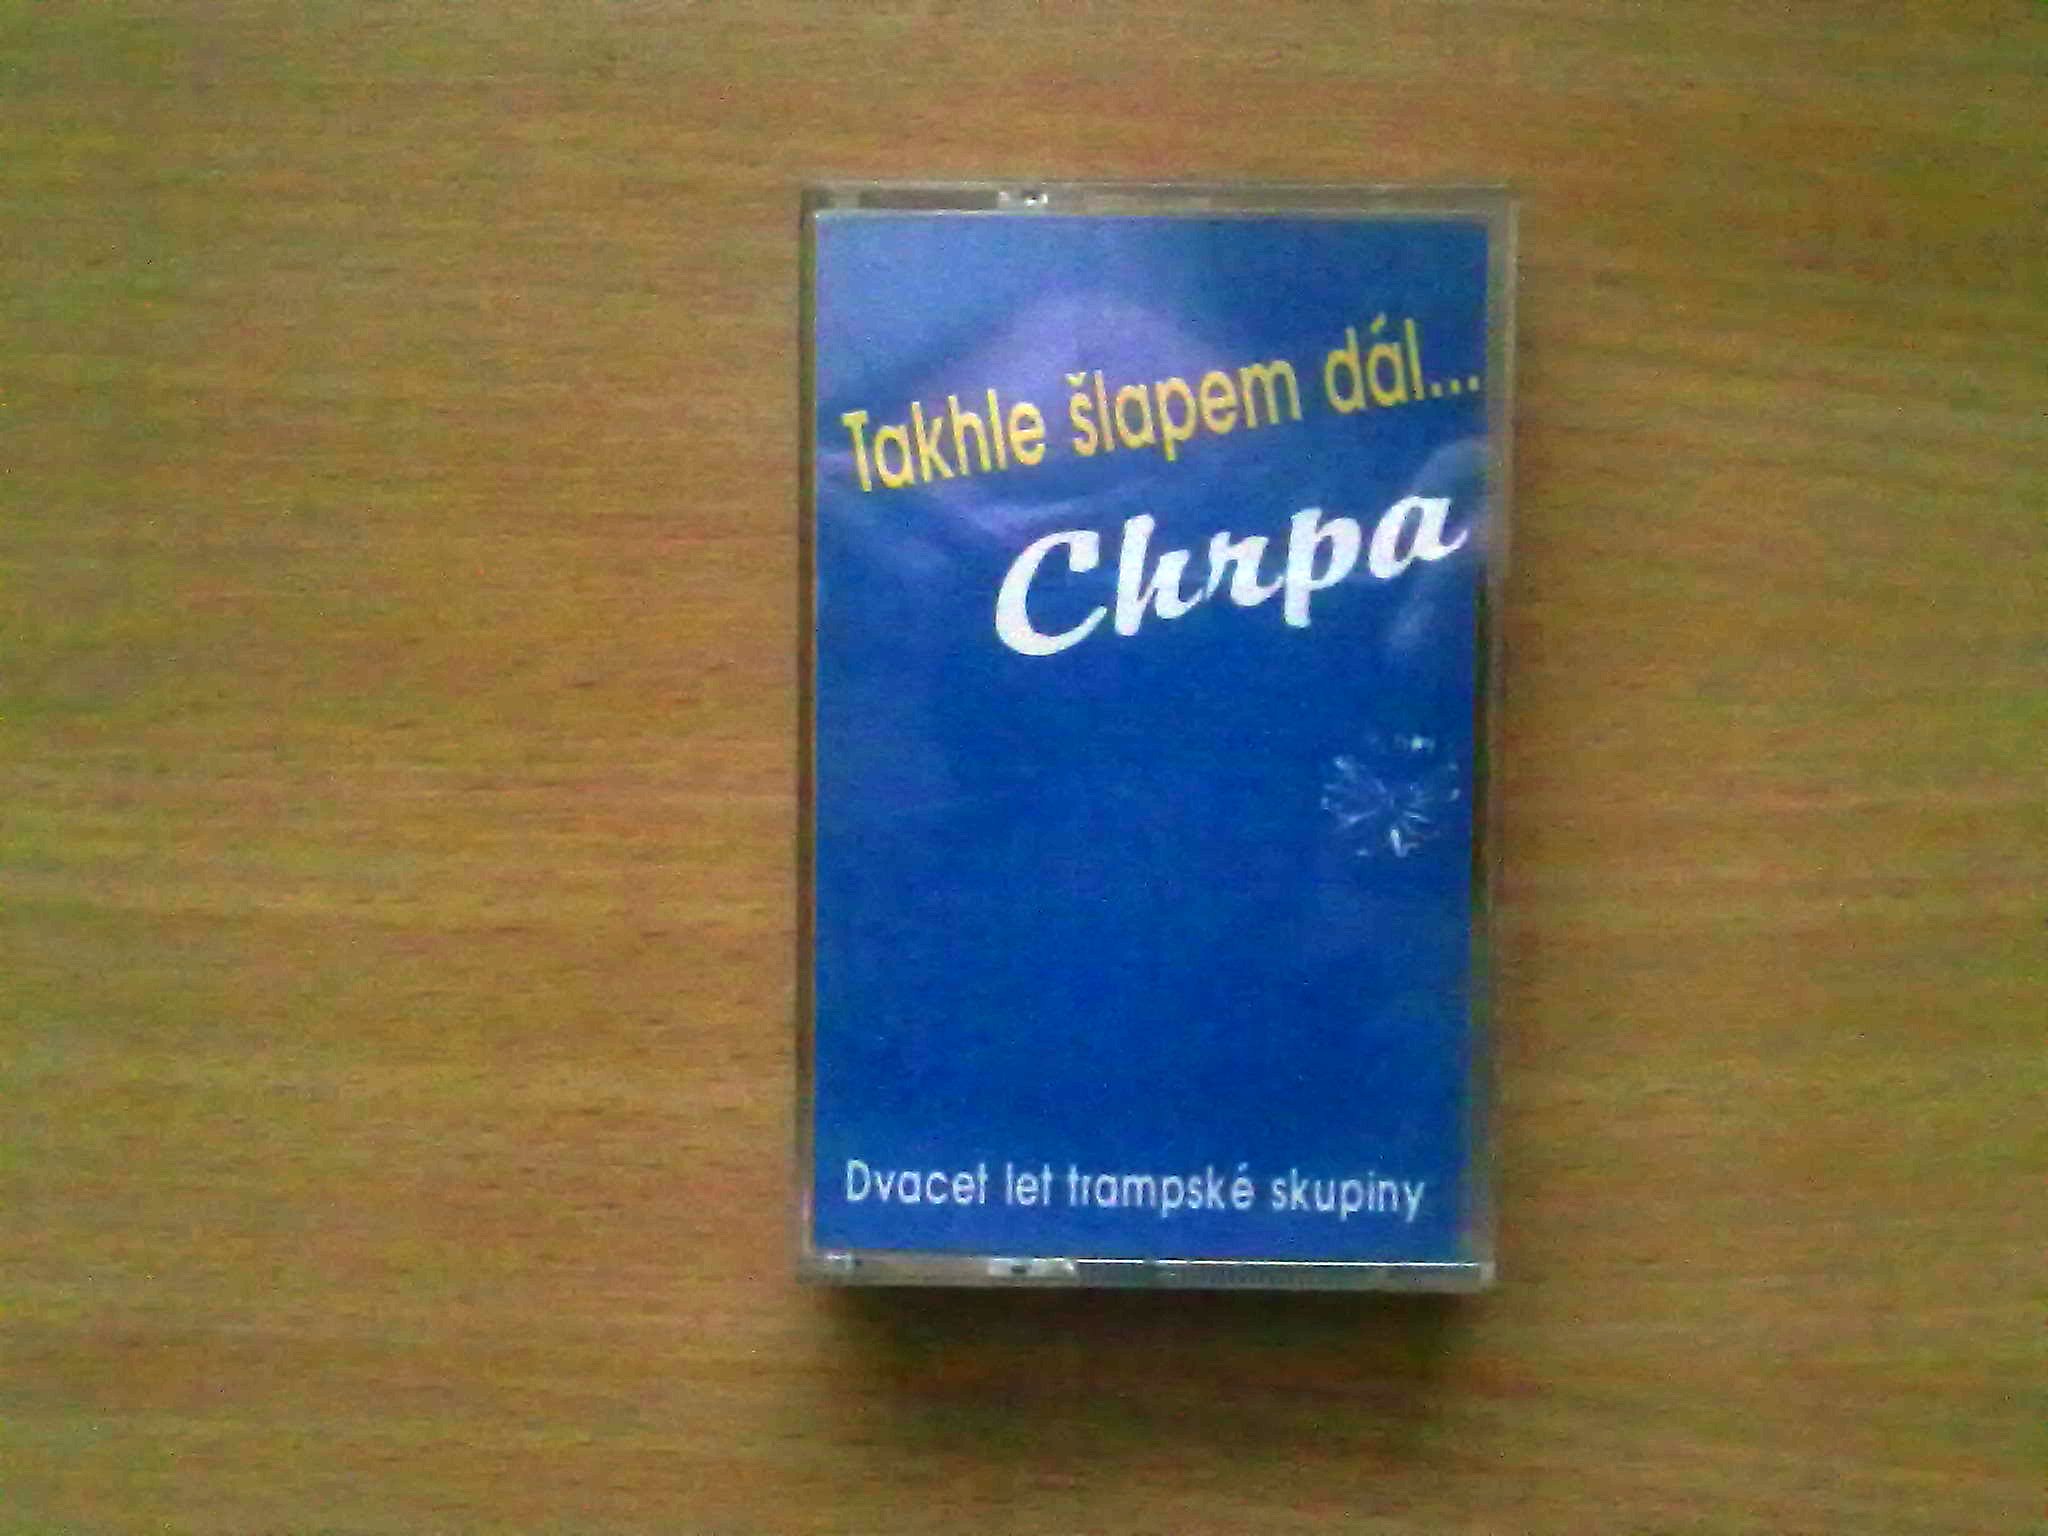 Takhle šlapem dál...
Chrpa
Dvacet let trampské skupiny